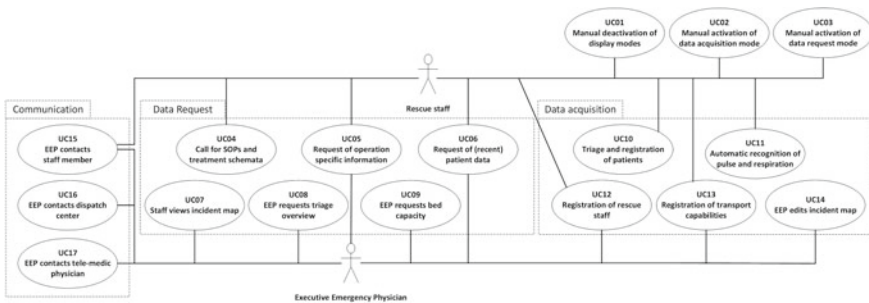 UC01
Manual deactivation of
display modes
UC02
Manual activation of
data acquisition mode
UC03
Manual activation of
data request mode
Rescue staff
Communication
Data Request
Data acquisition
UC15
EEP contacts
staff member
UC04
Call for SOPs and
treatment schemata
UC05
Request of operation
specific information
UC06
Request of (recent)
patient data
UC10
Triage and registration
of patients
UC11
Automatic recognition of
pulse and respiration
UC16
EEP contacts dispatch
center
UC07
Staff views incident map
UC08
EEP requests triage
overview
UC09
EEP requests bed
capacity
UC12
Registration of rescue
staff
UC13
Registration of transport
capabilities
UC14
EEP edits incident map
UC17
EEP contacts tele-medic
physician
Executive Emergency Physician